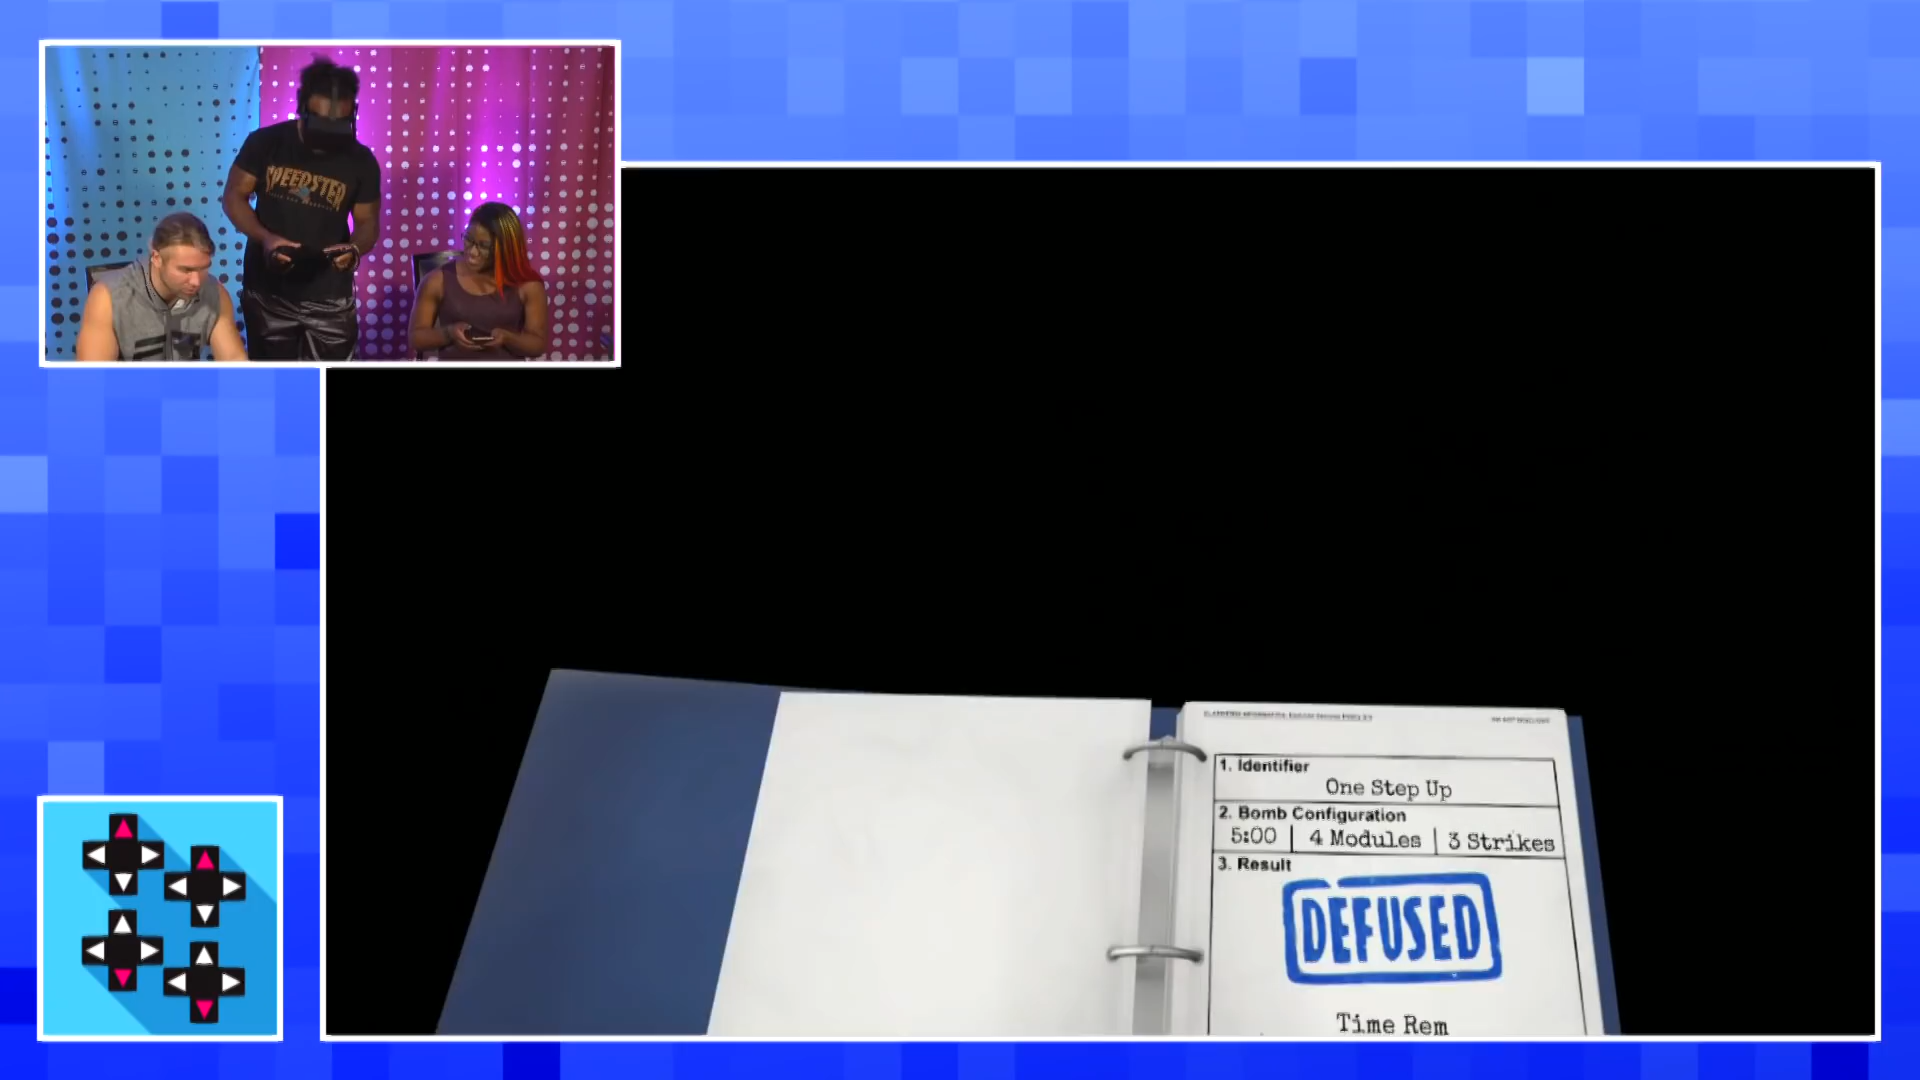 SPEEDSTER
1. Identifier
One Step Up
2. Bomb Configuration
5:00 | 4 Modules | 3 Strikes
3. Result
DEFUSED
Time Rem